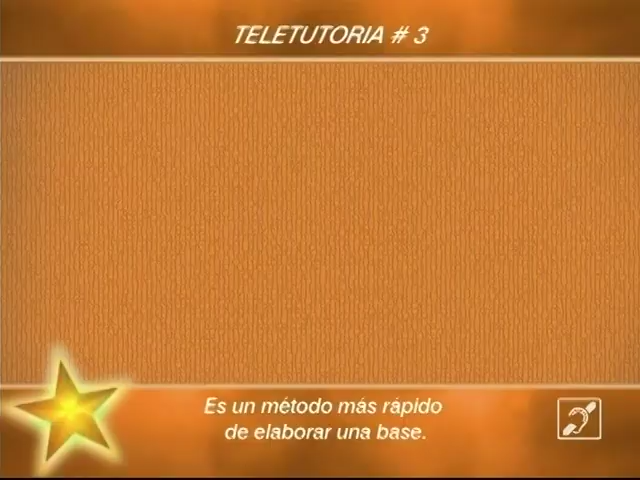 TELETUTORIA # 3
Es un método más rápido
de elaborar una base.